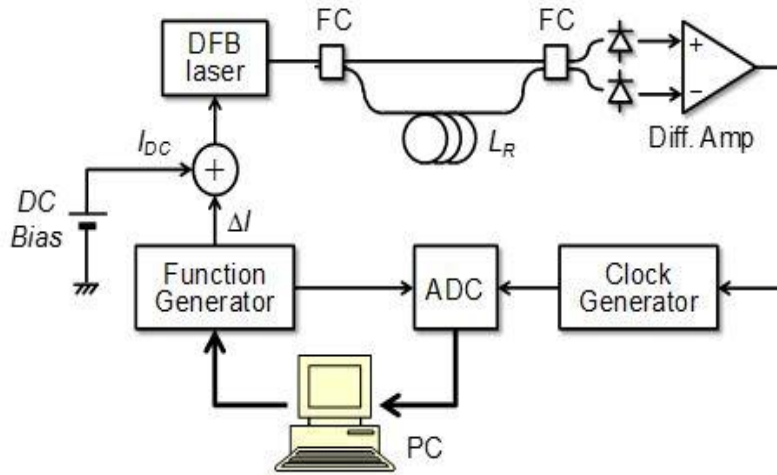 FC
FC
DFB
laser
+
−
Diff. Amp
L_R
I_DC
+
DC
Bias
ΔI
Function
Generator
ADC
Clock
Generator
PC